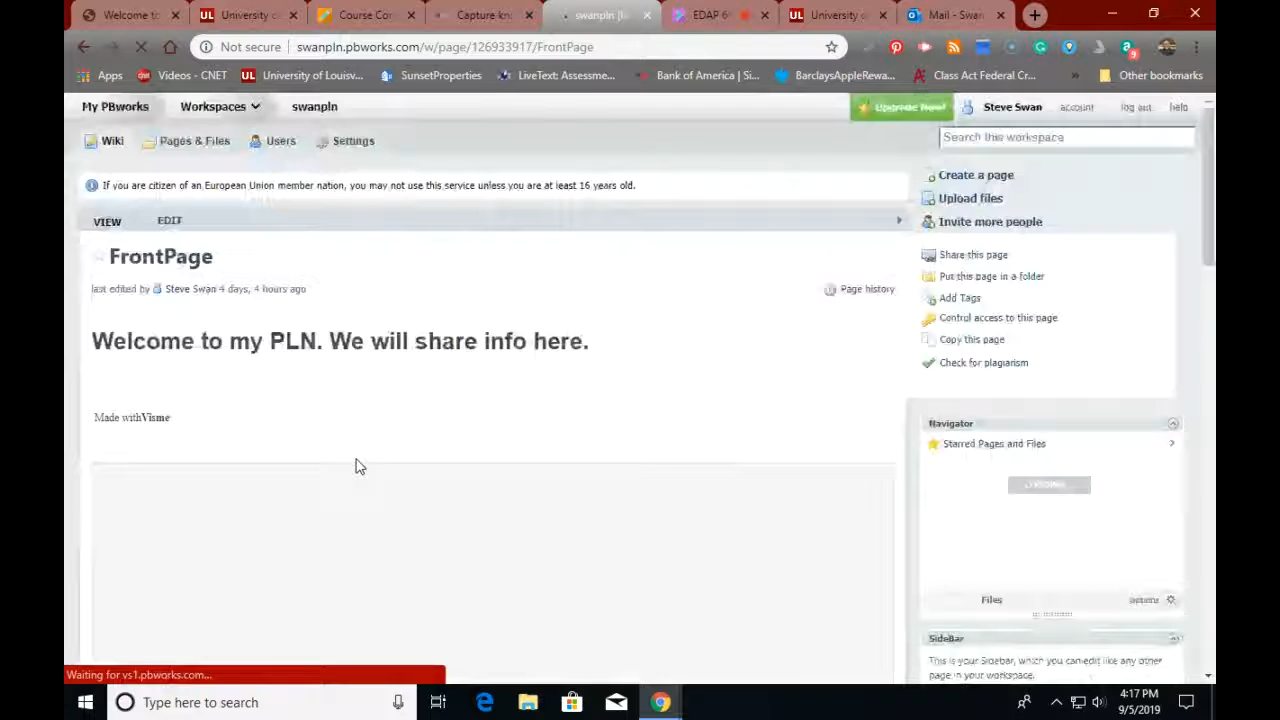 Welcome to
University o
Course Con
Capture kn
swanpln
EDAP 6
University o
Mail - Swan
Not secure swanpln.pbworks.com/w/page/126933917/FrontPage
9
Apps
Videos - CNET
University of Louisv...
SunsetProperties
LiveText: Assessme...
Bank of America | Si...
BarclaysAppleRewa...
Class Act Federal Cr...
»
Other bookmarks
My PBworks Workspaces swanpln
Upgrade Now!
Steve Swan account log out help
Wiki Pages & Files Users Settings
Search this workspace
If you are citizen of an European Union member nation, you may not use this service unless you are at least 16 years old.
VIEW EDIT
FrontPage
last edited by Steve Swan 4 days, 4 hours ago
Page history
Welcome to my PLN. We will share info here.
Made withVisme
Create a page
Upload files
Invite more people
Share this page
Put this page in a folder
Add Tags
Control access to this page
Copy this page
Check for plagiarism
Navigator
Starred Pages and Files
Files options
SideBar
This is your Sidebar, which you can edit like any other
page in your workspace.
Waiting for vs1.pbworks.com...
Type here to search
4:17 PM
9/5/2019